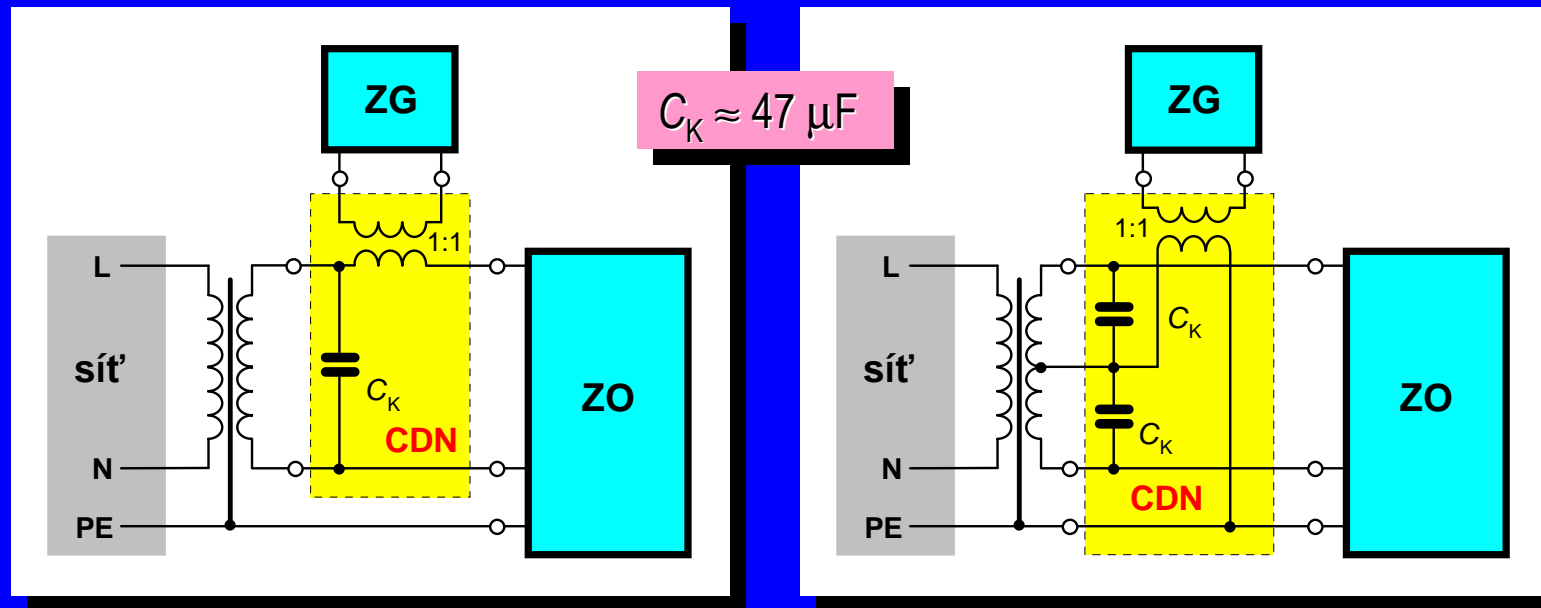 ZG
1:1
L
síť
N
PE
C_K
CDN
ZO
C_K ≈ 47 μF
ZG
1:1
L
síť
N
PE
C_K
C_K
CDN
ZO